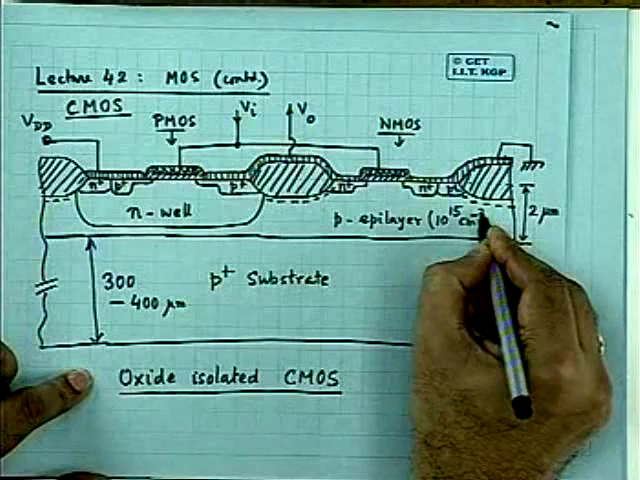 © CET
I.I.T. KGP
Lecture 42 : MOS (contd.)
CMOS
VDD
PMOS
Vi
Vo
NMOS
n+ p+ p+ n+ n+ p+
n-well
p-epilayer (10^15 cm^-3
2 μm
300
- 400 μm
p+ Substrate
Oxide isolated CMOS